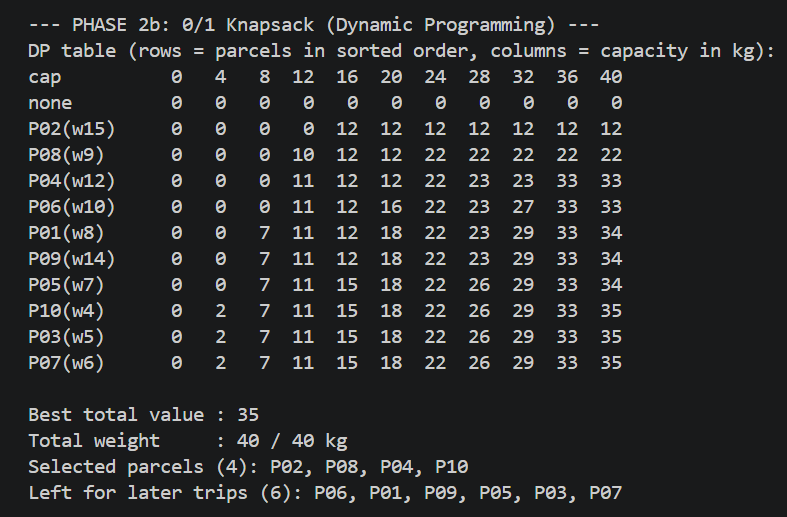 --- PHASE 2b: 0/1 Knapsack (Dynamic Programming) ---
DP table (rows = parcels in sorted order, columns = capacity in kg):
cap 0 4 8 12 16 20 24 28 32 36 40
none 0 0 0 0 0 0 0 0 0 0 0
P02(w15) 0 0 0 0 12 12 12 12 12 12 12
P08(w9) 0 0 0 10 12 12 22 22 22 22 22
P04(w12) 0 0 0 11 12 12 22 23 23 33 33
P06(w10) 0 0 0 11 12 16 22 23 27 33 33
P01(w8) 0 0 7 11 12 18 22 23 29 33 34
P09(w14) 0 0 7 11 12 18 22 23 29 33 34
P05(w7) 0 0 7 11 15 18 22 26 29 33 34
P10(w4) 0 2 7 11 15 18 22 26 29 33 35
P03(w5) 0 2 7 11 15 18 22 26 29 33 35
P07(w6) 0 2 7 11 15 18 22 26 29 33 35
Best total value : 35
Total weight : 40 / 40 kg
Selected parcels (4): P02, P08, P04, P10
Left for later trips (6): P06, P01, P09, P05, P03, P07